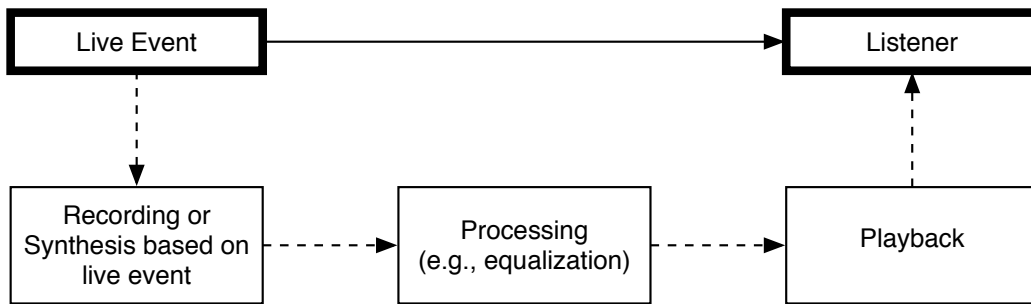 Live Event
Listener
Recording or
Synthesis based on
live event
Processing
(e.g., equalization)
Playback